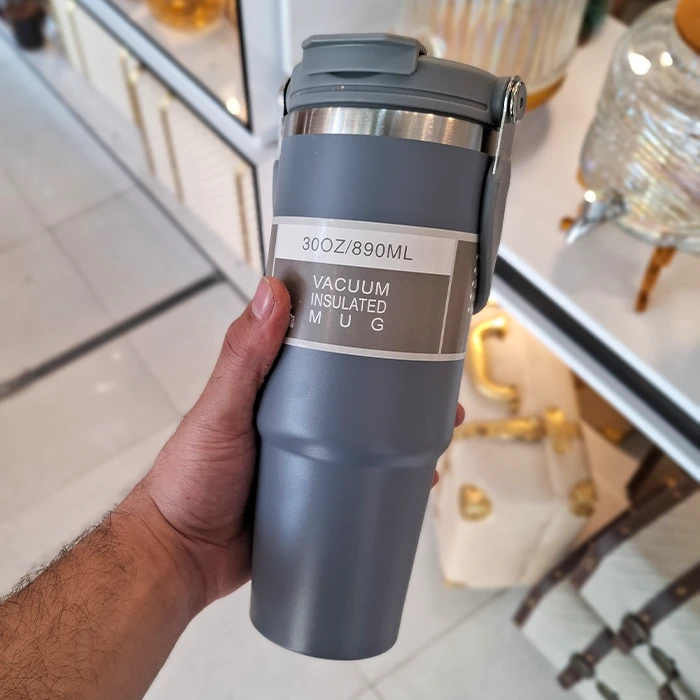 30OZ/890ML
VACUUM
INSULATED
MUG